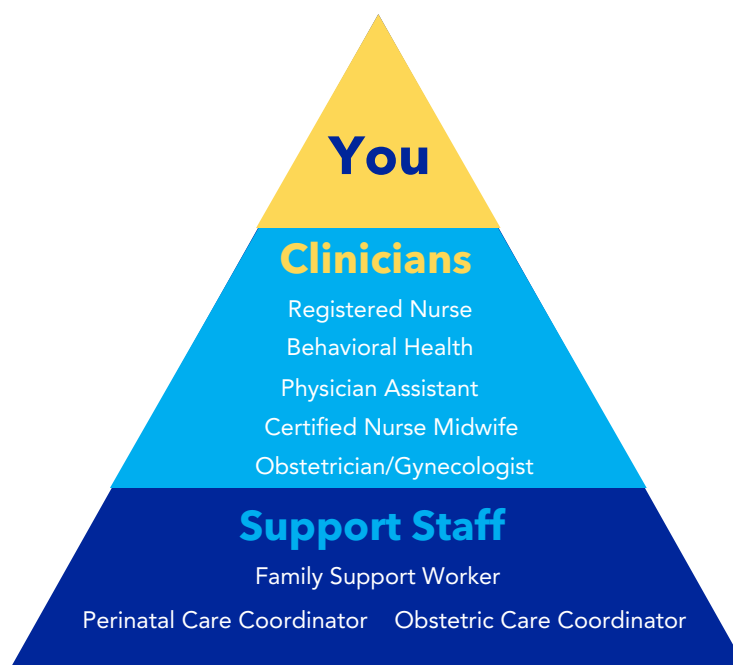 You
Clinicians
Registered Nurse
Behavioral Health
Physician Assistant
Certified Nurse Midwife
Obstetrician/Gynecologist
Support Staff
Family Support Worker
Perinatal Care Coordinator Obstetric Care Coordinator